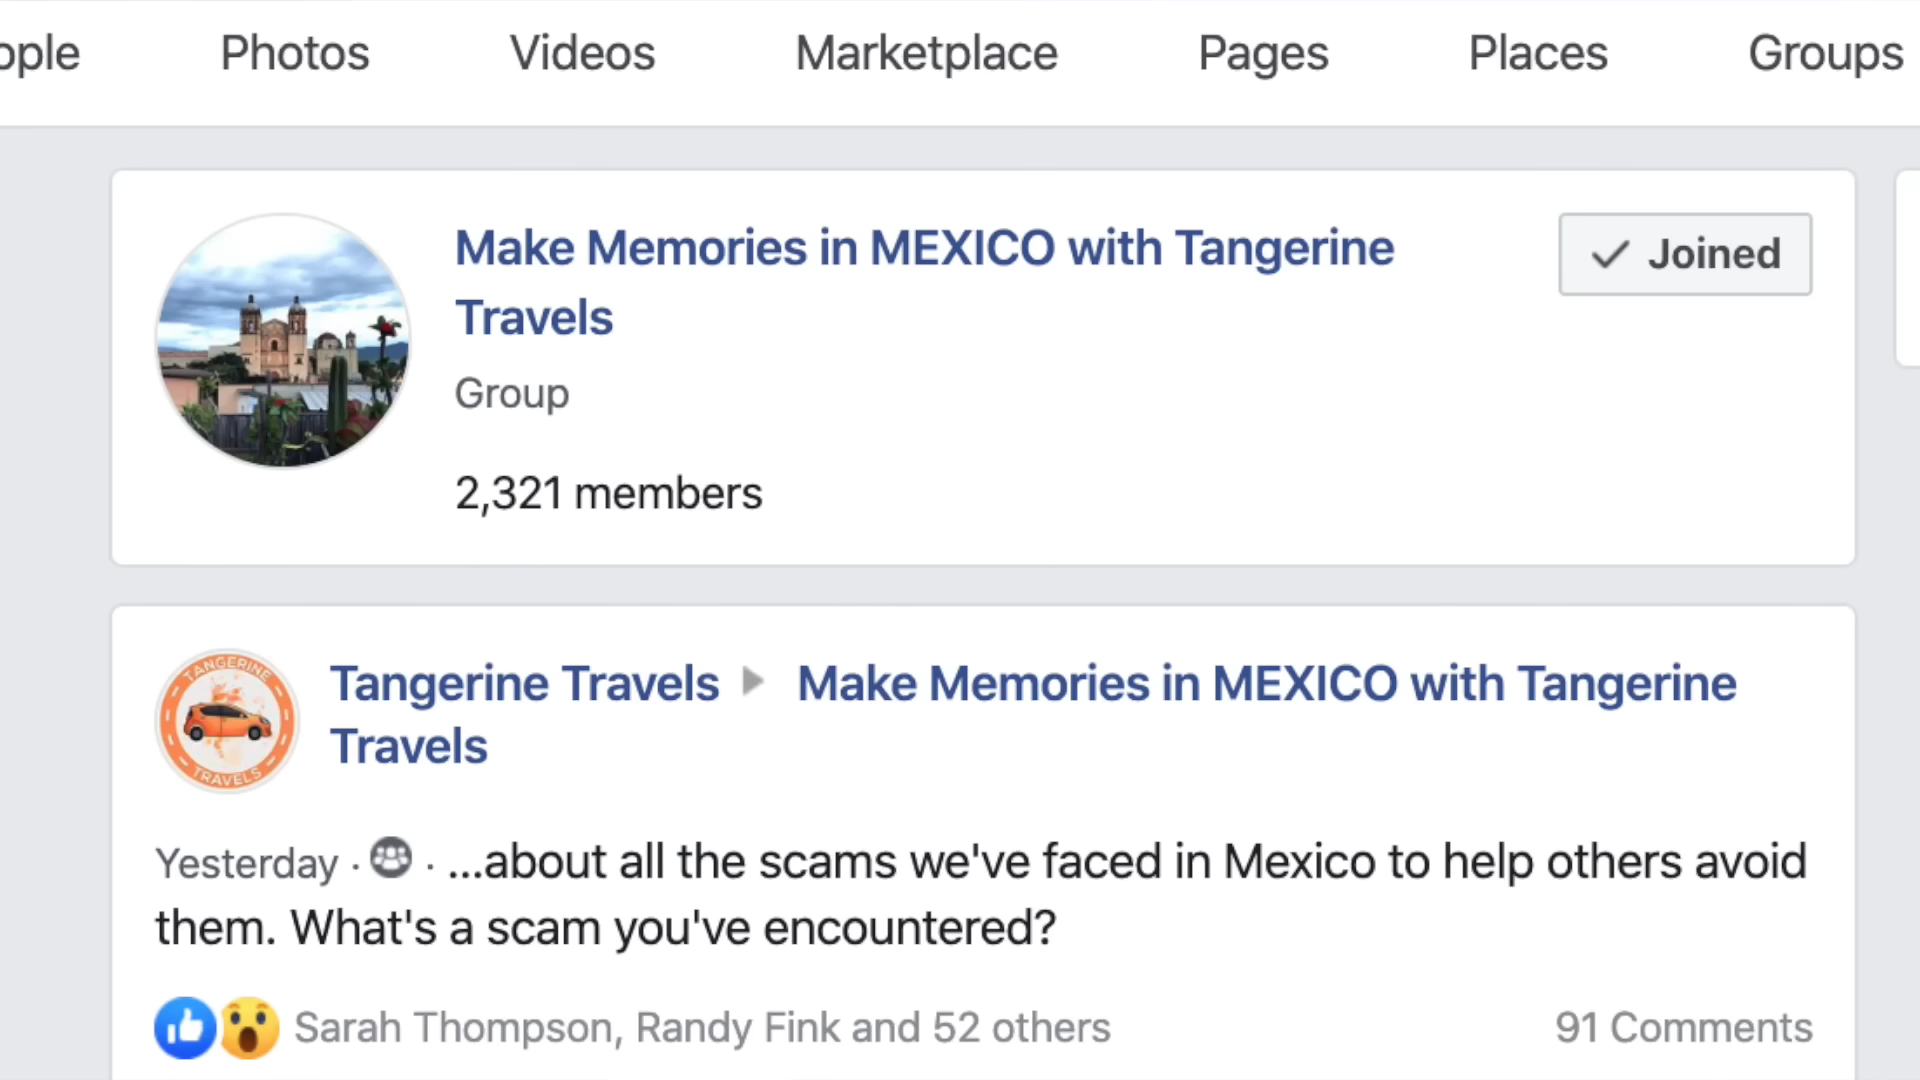 ople Photos Videos Marketplace Pages Places Groups
Make Memories in MEXICO with Tangerine
Travels
Joined
Group
2,321 members
TANGERINE
TRAVELS
Tangerine Travels Make Memories in MEXICO with Tangerine
Travels
Yesterday · · ...about all the scams we've faced in Mexico to help others avoid
them. What's a scam you've encountered?
Sarah Thompson, Randy Fink and 52 others 91 Comments